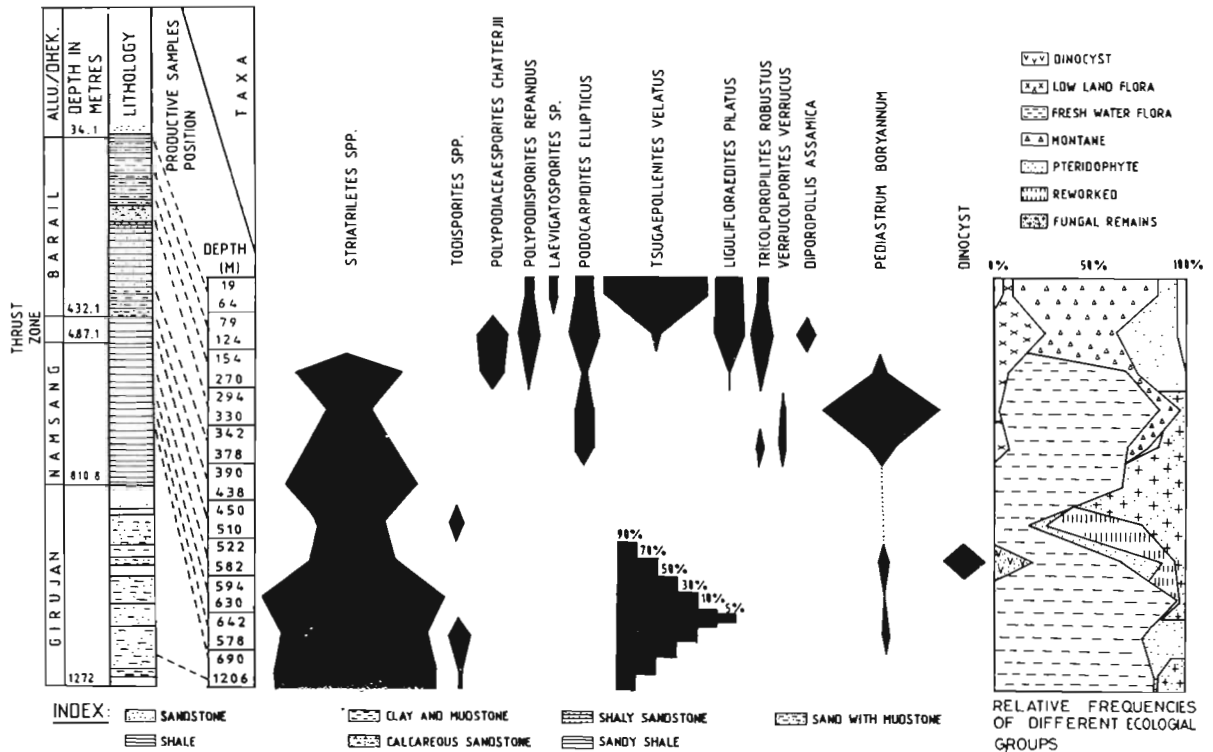 ALLU/DHEK.
DEPTH IN METRES
LITHOLOGY
PRODUCTIVE SAMPLES POSITION
TAXA
STRIATRILETES SPP.
TODISPORITES SPP.
POLYPODIACEAESPORITES CHATTERJII
POLYPODIISPORITES REPANDUS
LAEVIGATOSPORITES SP.
PODOCARPIDITES ELLIPTICUS
TSUGAEPOLLENITES VELATUS
LIGULIFLORAEDITES PILATUS
TRICOLPOROPILITES ROBUSTUS
VERRUCOLPORITES VERRUCUS
DIPOROPOLLIS ASSAMICA
PEDIASTRUM BORYANNUM
DINOCYST
DINOCYST
LOW LAND FLORA
FRESH WATER FLORA
MONTANE
PTERIDOPHYTE
REWORKED
FUNGAL REMAINS
0% 50% 100%
THRUST ZONE
BARAIL
NAMSANG
GIRUJAN
34.1
432.1
487.1
810 8
1272
DEPTH
(M)
19
64
79
124
154
270
294
330
342
378
390
438
450
510
522
582
594
630
642
578
690
1206
90%
70%
50%
30%
10%
5%
INDEX:
SANDSTONE
SHALE
CLAY AND MUDSTONE
CALCAREOUS SANDSTONE
SHALY SANDSTONE
SANDY SHALE
SAND WITH MUDSTONE
RELATIVE FREQUENCIES
OF DIFFERENT ECOLOGIAL
GROUPS